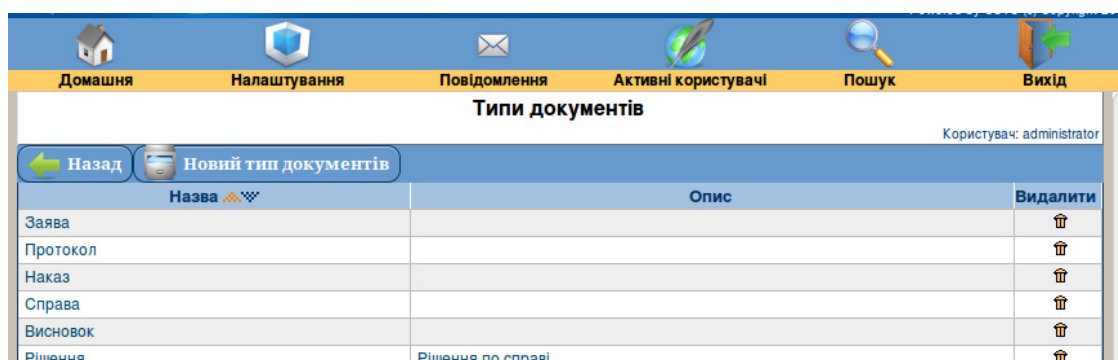 Домашня Налаштування Повідомлення Активні користувачі Пошук Вихід
Типи документів
Користувач: administrator
Назад Новий тип документів
Назва Опис Видалити
Заява
Протокол
Наказ
Справа
Висновок
Рішення Рішення по справі